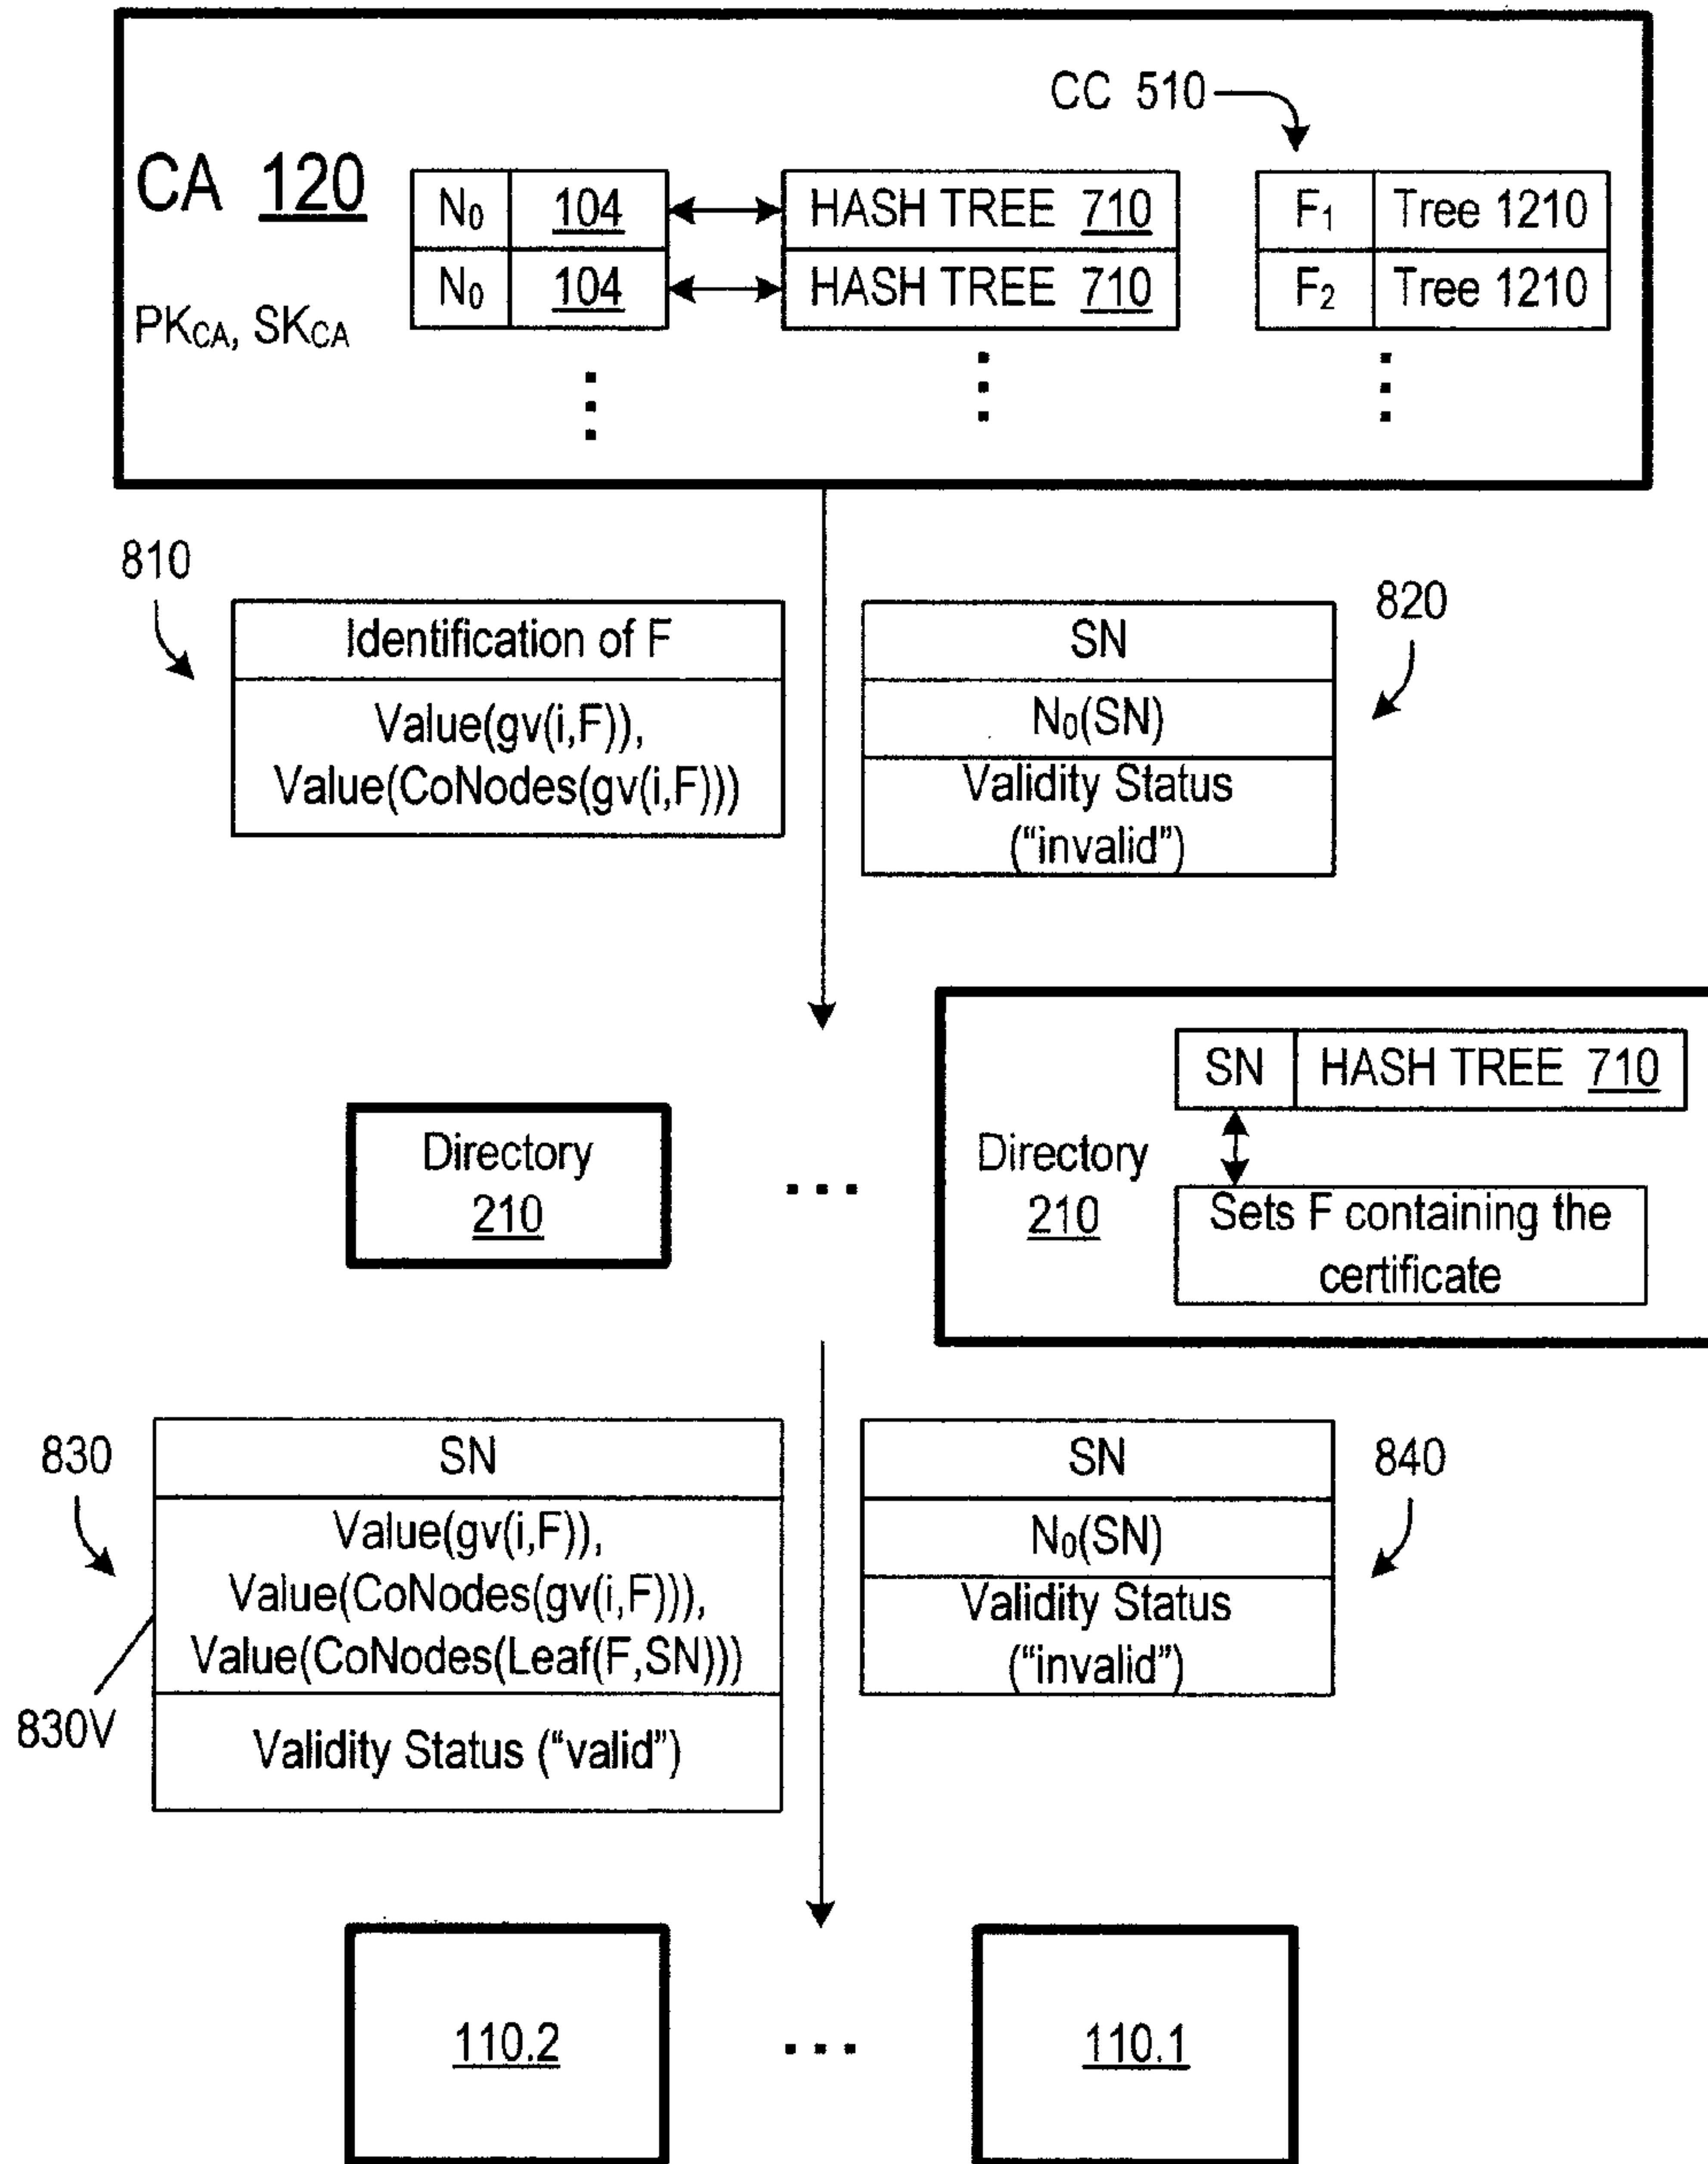 CC 510
CA 120
N₀ 104 HASH TREE 710 F₁ Tree 1210
N₀ 104 HASH TREE 710 F₂ Tree 1210
PK_CA, SK_CA
810
Identification of F
Value(gv(i,F)),
Value(CoNodes(gv(i,F)))
820
SN
N₀(SN)
Validity Status
("invalid")
Directory
210
...
Directory
210
SN HASH TREE 710
Sets F containing the
certificate
830
SN
Value(gv(i,F)),
Value(CoNodes(gv(i,F))),
Value(CoNodes(Leaf(F,SN)))
830V
Validity Status ("valid")
840
SN
N₀(SN)
Validity Status
("invalid")
110.2
...
110.1